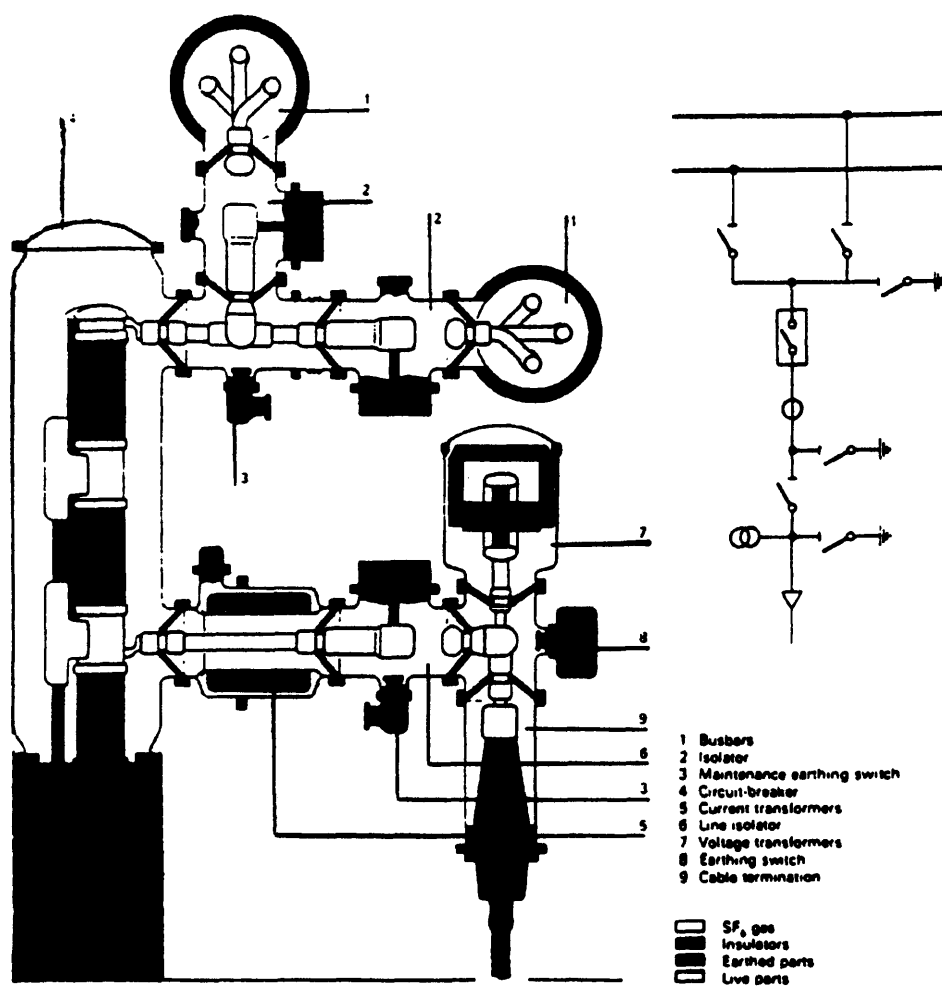 1
2
2
1
3
7
8
9
6
3
5
1 Busbars
2 Isolator
3 Maintenance earthing switch
4 Circuit-breaker
5 Current transformers
6 Line isolator
7 Voltage transformers
8 Earthing switch
9 Cable termination
SF₆ gas
Insulators
Earthed parts
Live parts